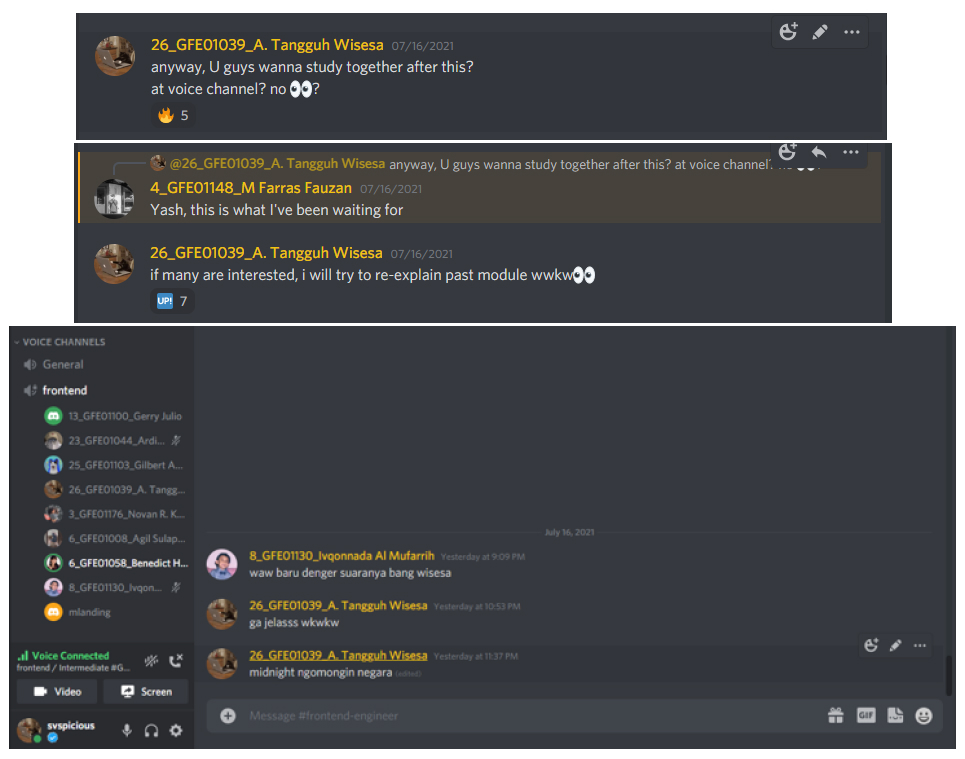 26_GFE01039_A. Tangguh Wisesa 07/16/2021
anyway, U guys wanna study together after this?
at voice channel? no 👀?
🔥 5
@26_GFE01039_A. Tangguh Wisesa anyway, U guys wanna study together after this? at voice channel? no 👀?
4_GFE01148_M Farras Fauzan 07/16/2021
Yash, this is what I've been waiting for
26_GFE01039_A. Tangguh Wisesa 07/16/2021
if many are interested, i will try to re-explain past module wwkw👀
UP! 7
VOICE CHANNELS
General
frontend
13_GFE01100_Gerry Julio
23_GFE01044_Ardi...
25_GFE01103_Gilbert A...
26_GFE01039_A. Tangg...
3_GFE01176_Novan R. K...
6_GFE01008_Agil Sulap...
6_GFE01058_Benedict H...
8_GFE01130_Ivqon...
mlanding
Voice Connected
frontend / Intermediate #G...
Video Screen
svspicious
July 16, 2021
8_GFE01130_Ivqonnada Al Mufarrih Yesterday at 9:09 PM
waw baru denger suaranya bang wisesa
26_GFE01039_A. Tangguh Wisesa Yesterday at 10:53 PM
ga jelasss wkwkw
26_GFE01039_A. Tangguh Wisesa Yesterday at 11:37 PM
midnight ngomongin negara (edited)
Message #frontend-engineer
GIF